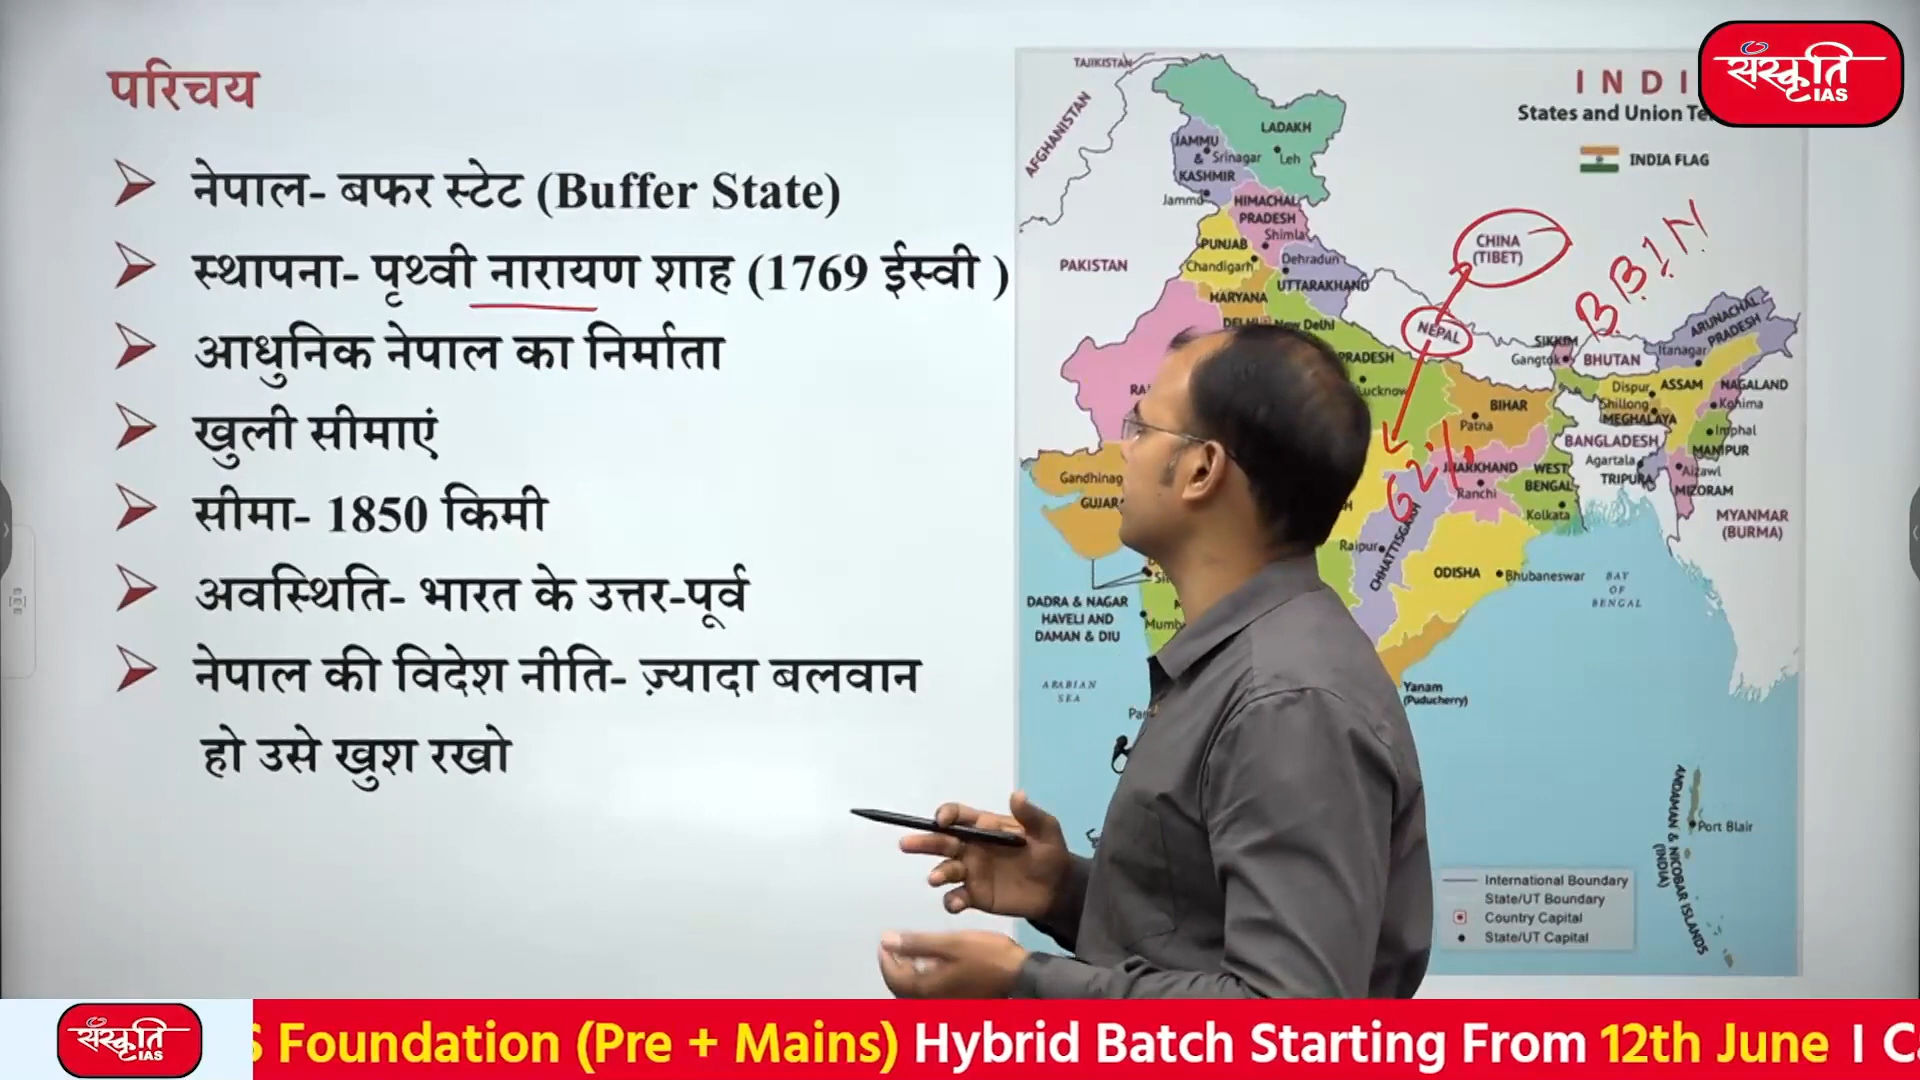 परिचय
नेपाल- बफर स्टेट (Buffer State)
स्थापना- पृथ्वी नारायण शाह (1769 ईस्वी )
आधुनिक नेपाल का निर्माता
खुली सीमाएं
सीमा- 1850 किमी
अवस्थिति- भारत के उत्तर-पूर्व
नेपाल की विदेश नीति- ज़्यादा बलवान
हो उसे खुश रखो
संस्कृति
IAS
INDI
States and Union Te
INDIA FLAG
TAJIKISTAN
AFGHANISTAN
LADAKH
Leh
JAMMU
& Srinagar
KASHMIR
Jammu
HIMACHAL
PRADESH
Shimla
PUNJAB
Chandigarh
Dehradun
UTTARAKHAND
HARYANA
DELHI New Delhi
PAKISTAN
CHINA
(TIBET)
BBIN
NEPAL
SIKKIM
Gangtok
BHUTAN
ARUNACHAL
PRADESH
Itanagar
PRADESH
Lucknow
BIHAR
Patna
Dispur ASSAM
NAGALAND
Kohima
Shillong
MEGHALAYA
Imphal
MANIPUR
BANGLADESH
Agartala
TRIPURA
Aizawl
MIZORAM
MYANMAR
(BURMA)
62%
JHARKHAND
Ranchi
WEST
BENGAL
Kolkata
Gandhinag
GUJAR
Raipur
CHHATTISGARH
ODISHA
Bhubaneswar
BAY
OF
BENGAL
DADRA & NAGAR
HAVELI AND
DAMAN & DIU
Mumb
ARABIAN
SEA
Yanam
(Puducherry)
ANDAMAN & NICOBAR ISLANDS
(INDIA)
Port Blair
International Boundary
State/UT Boundary
Country Capital
State/UT Capital
संस्कृति
IAS
S Foundation (Pre + Mains) Hybrid Batch Starting From 12th June I C